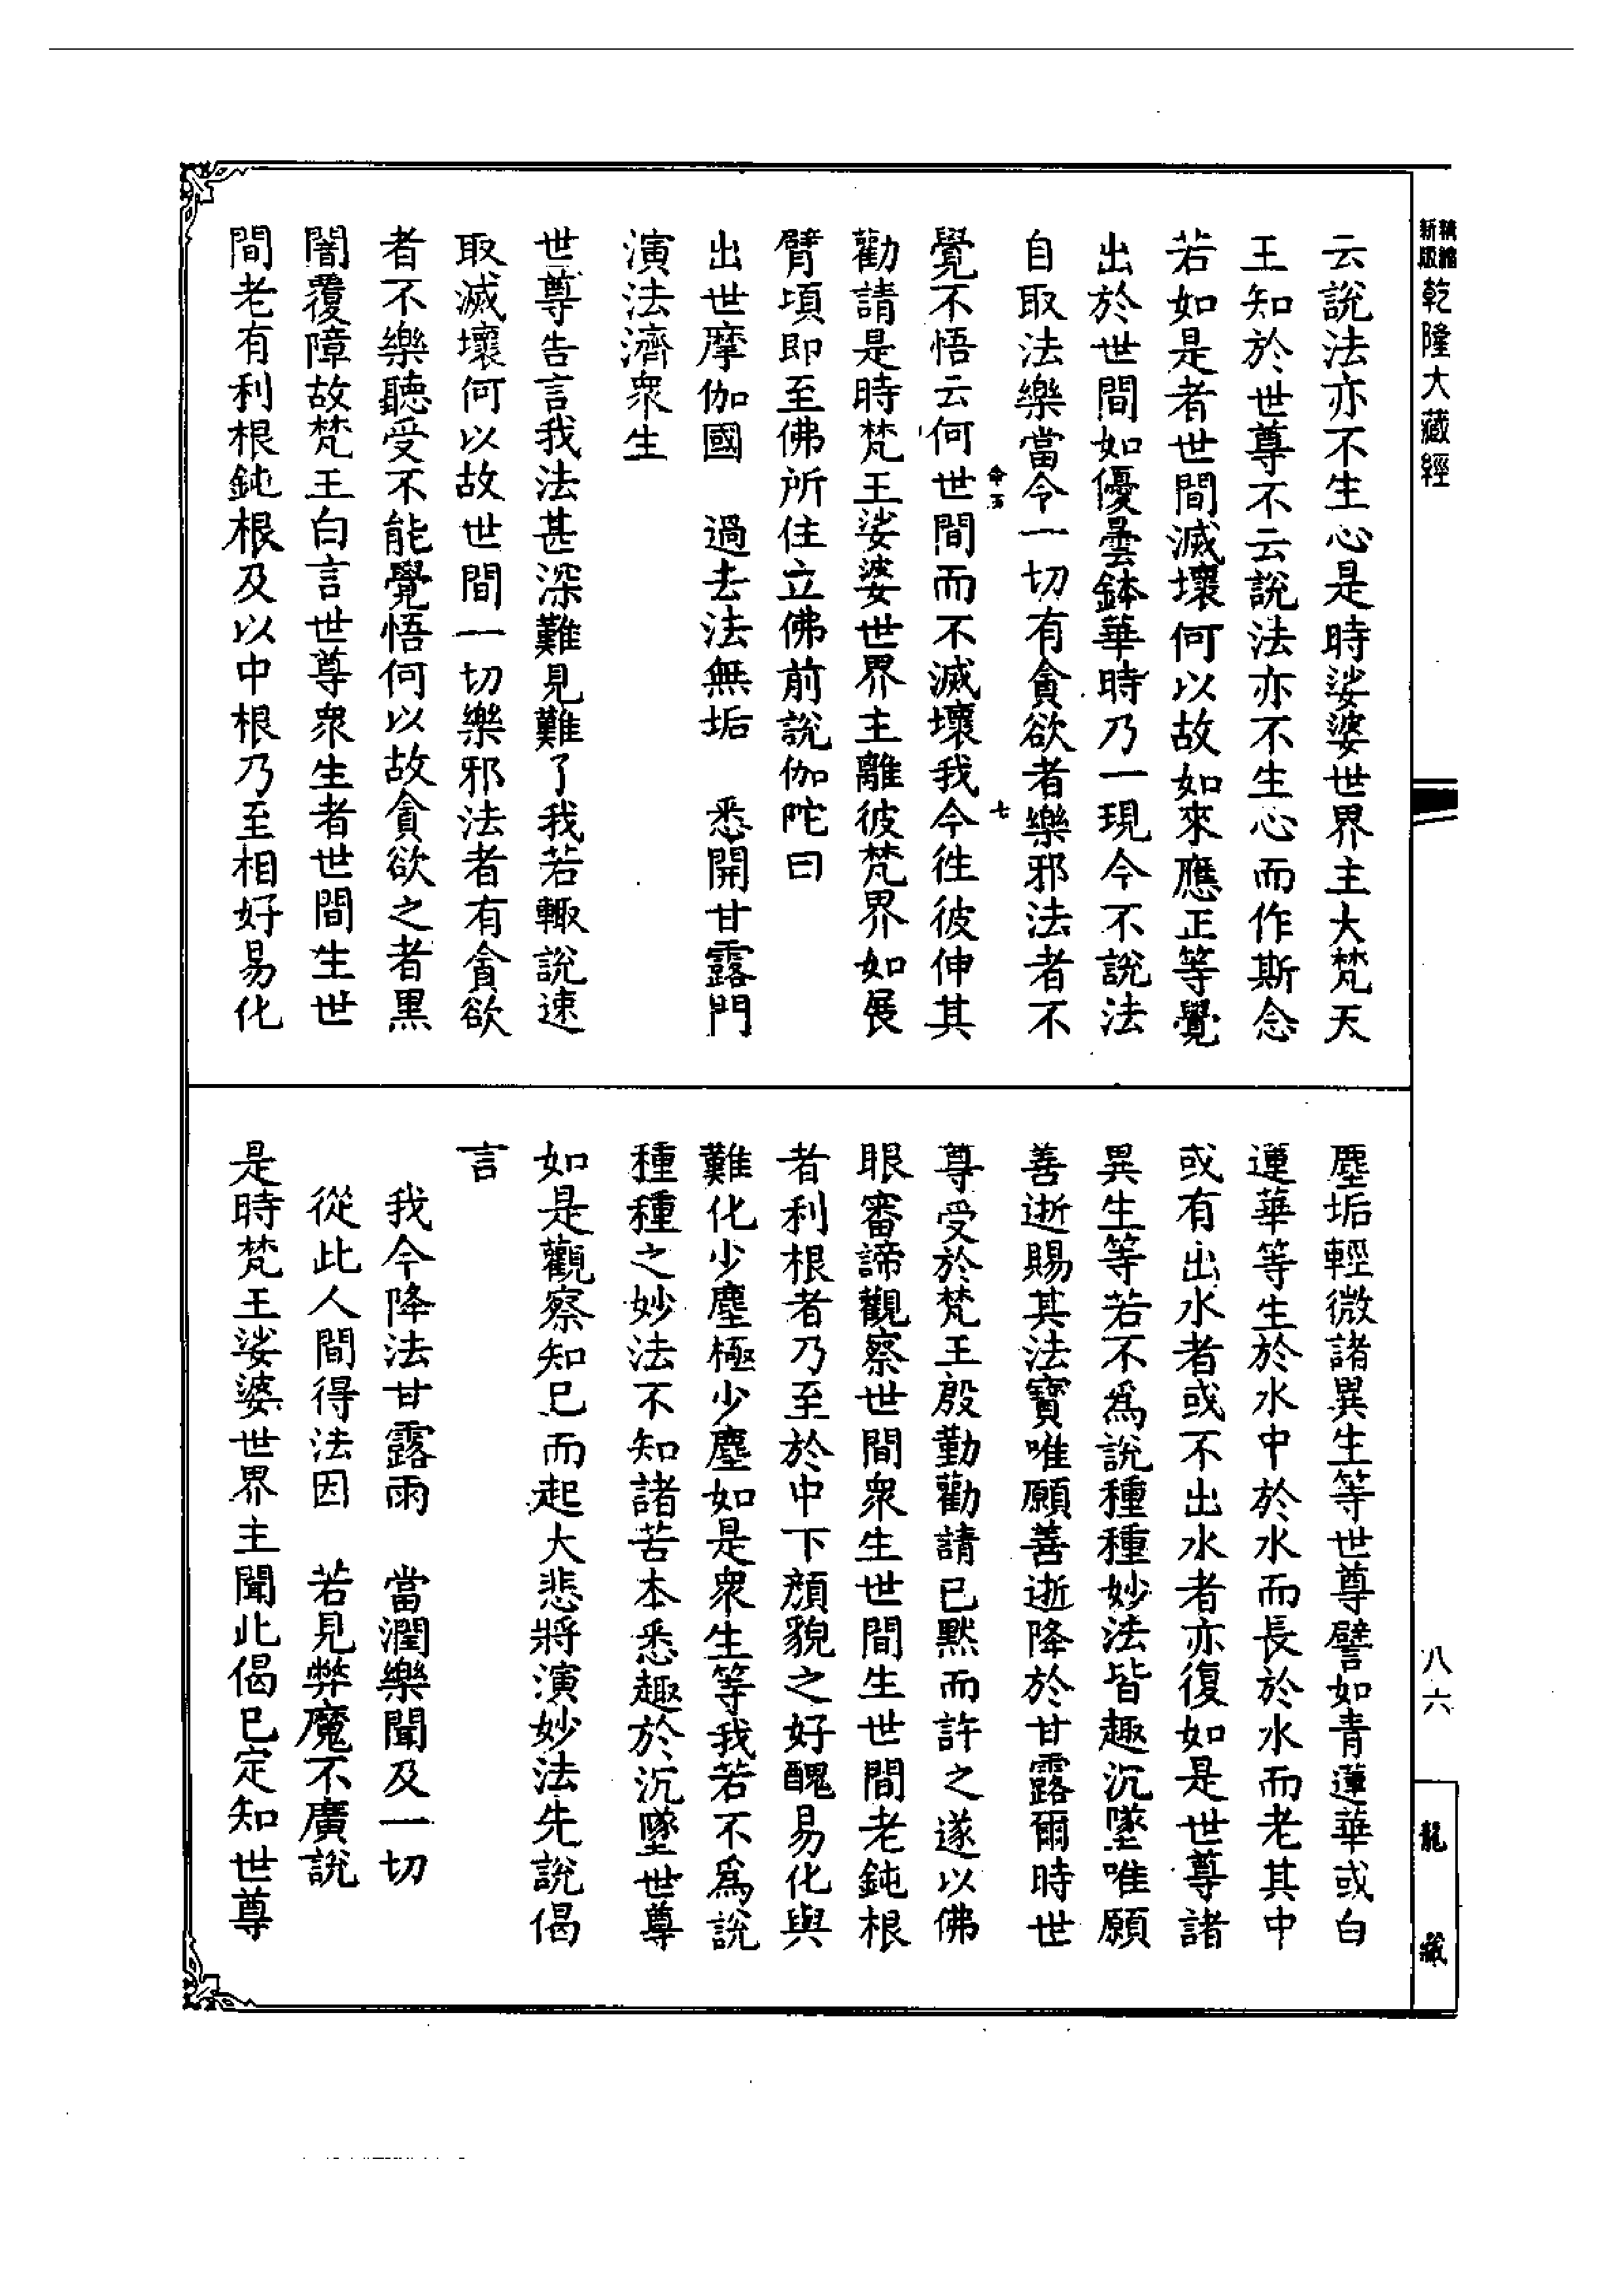 精縮
新版
乾隆大藏經
八六
龍藏
云說法亦不生心是時娑婆世界主大梵天
王知於世尊不云說法亦不生心而作斯念
若如是者世間滅壞何以故如來應正等覺
出於世間如優曇鉢華時乃一現今不說法
自取法樂當令一切有貪欲者樂邪法者不
覺不悟云何世間而不滅壞我今徃彼伸其
勸請是時梵王娑婆世界主離彼梵界如展
臂頃即至佛所住立佛前說伽陀曰
出世摩伽國　過去法無垢　悉開甘露門
演法濟衆生
世尊告言我法甚深難見難了我若輙說速
取滅壞何以故世間一切樂邪法者有貪欲
者不樂聽受不能覺悟何以故貪欲之者黑
闇覆障故梵王白言世尊衆生者世間生世
間老有利根鈍根及以中根乃至相好易化
塵垢輕微諸異生等世尊譬如青蓮華或白
蓮華等生於水中於水而長於水而老其中
或有出水者或不出水者亦復如是世尊諸
異生等若不爲說種種妙法皆趣沉墜唯願
善逝賜其法寶唯願善逝降於甘露爾時世
尊受於梵王殷勤勸請已默而許之遂以佛
眼審諦觀察世間衆生世間生世間老鈍根
者利根者乃至於中下顏貌之好醜易化與
難化少塵極少塵如是衆生等我若不爲說
種種之妙法不知諸苦本悉趣於沉墜世尊
如是觀察知已而起大悲將演妙法先說偈
言
我今降法甘露雨　當潤樂聞及一切
從此人間得法因　若見弊魔不廣說
是時梵王娑婆世界主聞此偈已定知世尊
命五
七